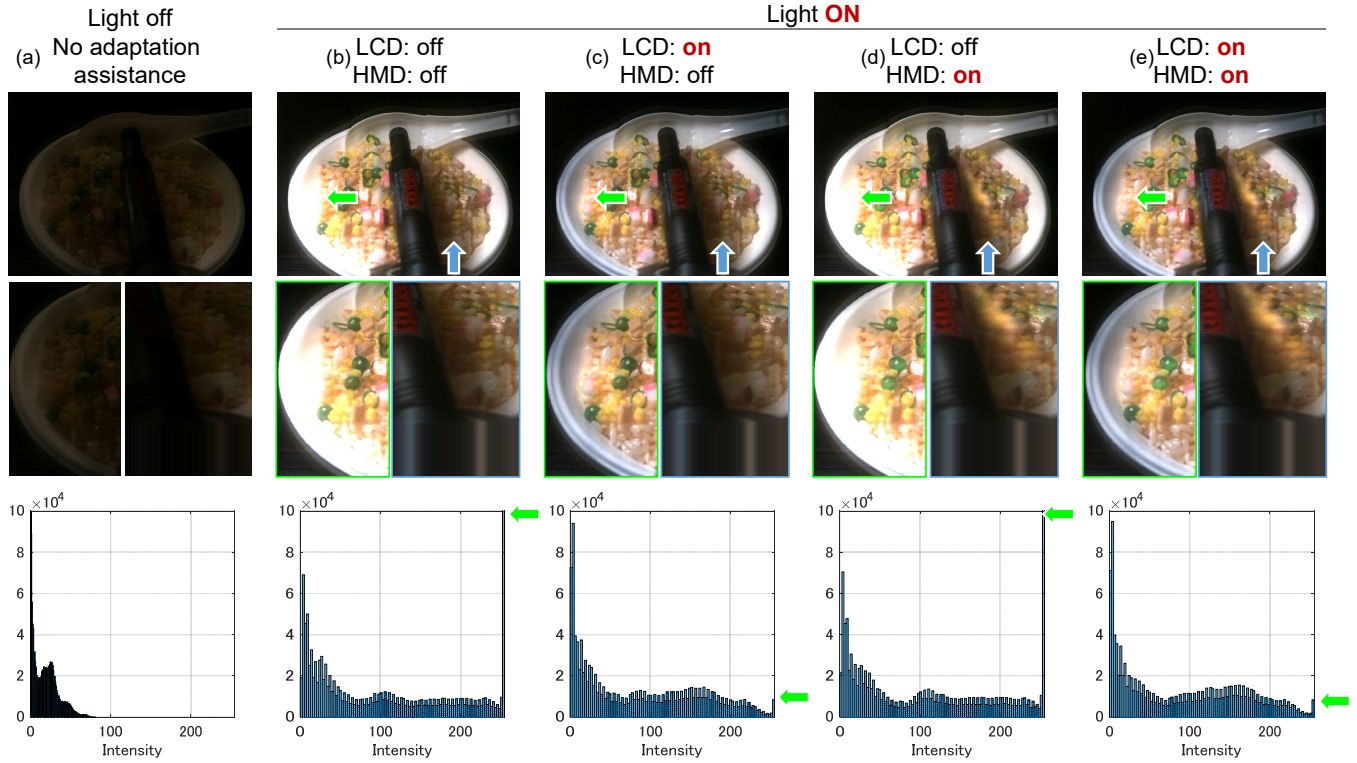 Light off
No adaptation
assistance
Light ON
(a)
(b) LCD: off
HMD: off
(c) LCD: on
HMD: off
(d) LCD: off
HMD: on
(e) LCD: on
HMD: on
×10⁴
10
8
6
4
2
0
0 100 200
Intensity
×10⁴
10
8
6
4
2
0
0 100 200
Intensity
×10⁴
10
8
6
4
2
0
0 100 200
Intensity
×10⁴
10
8
6
4
2
0
0 100 200
Intensity
×10⁴
10
8
6
4
2
0
0 100 200
Intensity